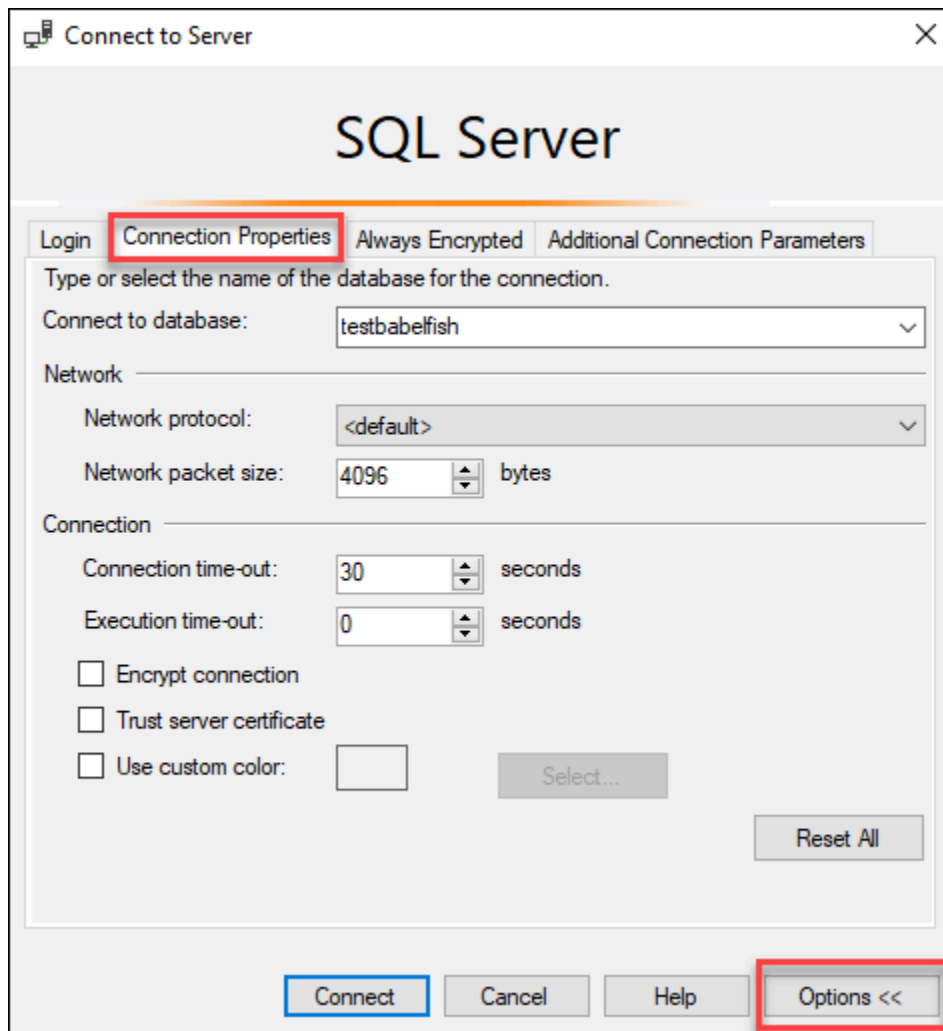 Connect to Server
SQL Server
Login Connection Properties Always Encrypted Additional Connection Parameters
Type or select the name of the database for the connection.
Connect to database: testbabelfish
Network
Network protocol: <default>
Network packet size: 4096 bytes
Connection
Connection time-out: 30 seconds
Execution time-out: 0 seconds
Encrypt connection
Trust server certificate
Use custom color: Select...
Reset All
Connect Cancel Help Options <<